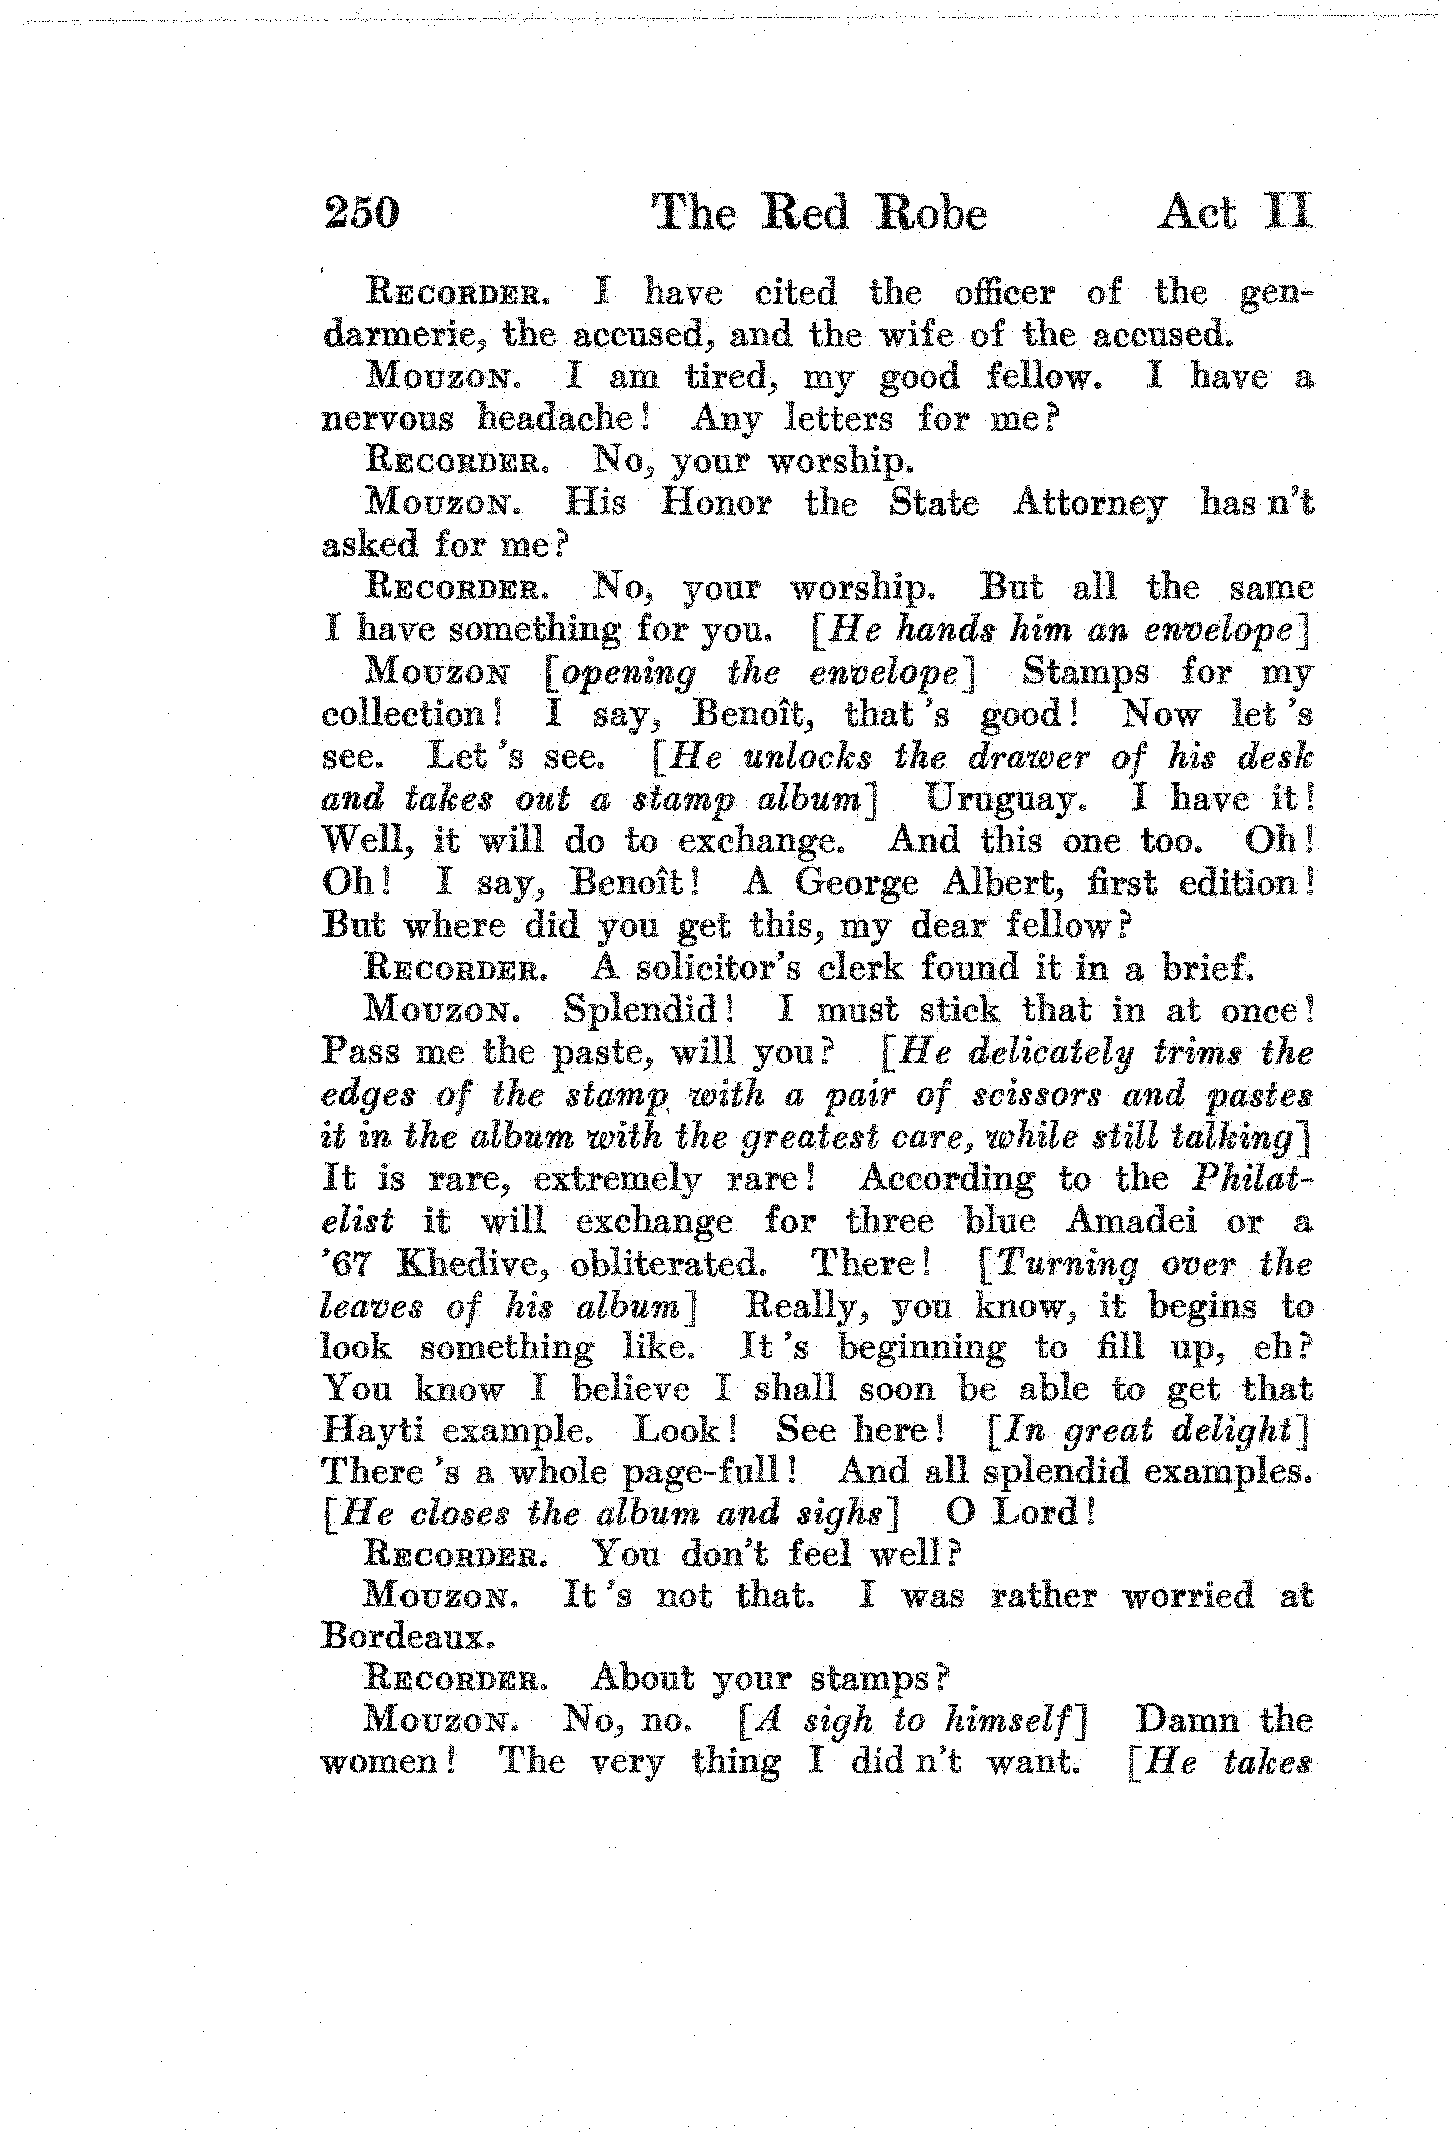 250 The Red Robe Act II
RECORDER. I have cited the officer of the gen-
darmerie, the accused, and the wife of the accused.
MOUZON. I am tired, my good fellow. I have a
nervous headache! Any letters for me?
RECORDER. No, your worship.
MOUZON. His Honor the State Attorney has n't
asked for me?
RECORDER. No, your worship. But all the same
I have something for you. [He hands him an envelope]
MOUZON [opening the envelope] Stamps for my
collection! I say, Benoît, that 's good! Now let 's
see. Let 's see. [He unlocks the drawer of his desk
and takes out a stamp album] Uruguay. I have it!
Well, it will do to exchange. And this one too. Oh!
Oh! I say, Benoît! A George Albert, first edition!
But where did you get this, my dear fellow?
RECORDER. A solicitor's clerk found it in a brief.
MOUZON. Splendid! I must stick that in at once!
Pass me the paste, will you? [He delicately trims the
edges of the stamp with a pair of scissors and pastes
it in the album with the greatest care, while still talking]
It is rare, extremely rare! According to the Philat-
elist it will exchange for three blue Amadei or a
'67 Khedive, obliterated. There! [Turning over the
leaves of his album] Really, you know, it begins to
look something like. It 's beginning to fill up, eh?
You know I believe I shall soon be able to get that
Hayti example. Look! See here! [In great delight]
There 's a whole page-full! And all splendid examples.
[He closes the album and sighs] O Lord!
RECORDER. You don't feel well?
MOUZON. It 's not that. I was rather worried at
Bordeaux.
RECORDER. About your stamps?
MOUZON. No, no. [A sigh to himself] Damn the
women! The very thing I did n't want. [He takes